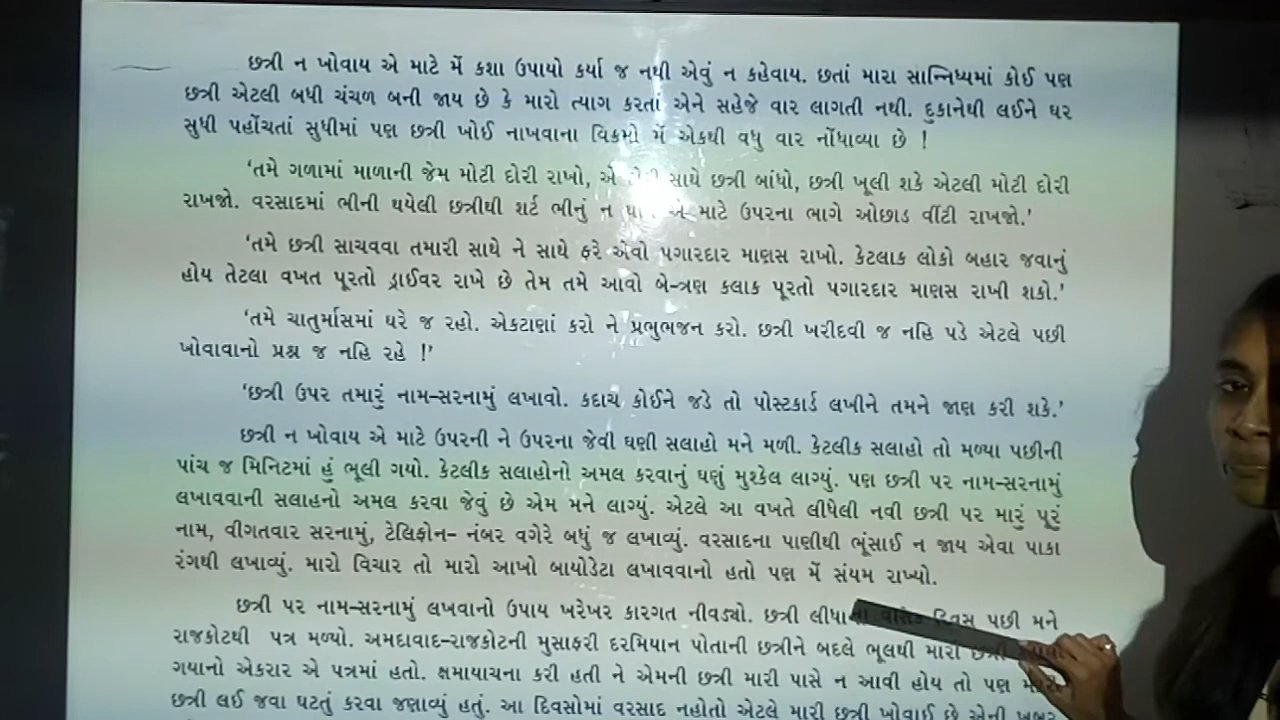 છત્રી ન ખોવાય એ માટે મેં કશા ઉપાયો કર્યા જ નથી એવું ન કહેવાય. છતાં મારા સાન્નિધ્યમાં કોઈ પણ
છત્રી એટલી બધી ચંચળ બની જાય છે કે મારો ત્યાગ કરતાં એને સહેજે વાર લાગતી નથી. દુકાનેથી લઈને ઘર
સુધી પહોંચતાં સુધીમાં પણ છત્રી ખોઈ નાખવાના વિક્રમો મેં એકથી વધુ વાર નોંધાવ્યા છે !
‘તમે ગળામાં માળાની જેમ મોટી દોરી રાખો, એ સાથે છત્રી બાંધો, છત્રી ખૂલી શકે એટલી મોટી દોરી
રાખજો. વરસાદમાં ભીની થયેલી છત્રીથી શર્ટ ભીનું ન એ માટે ઉપરના ભાગે ઓછાડ વીંટી રાખજો.’
‘તમે છત્રી સાચવવા તમારી સાથે ને સાથે ફરે એવો પગારદાર માણસ રાખો. કેટલાક લોકો બહાર જવાનું
હોય તેટલા વખત પૂરતો ડ્રાઈવર રાખે છે તેમ તમે આવો બે-ત્રણ કલાક પૂરતો પગારદાર માણસ રાખી શકો.’
‘તમે ચાતુર્માસમાં ઘરે જ રહો. એકટાણાં કરો ને પ્રભુભજન કરો. છત્રી ખરીદવી જ નહિ પડે એટલે પછી
ખોવાવાનો પ્રશ્ન જ નહિ રહે !’
‘છત્રી ઉપર તમારું નામ-સરનામું લખાવો. કદાચ કોઈને જડે તો પોસ્ટકાર્ડ લખીને તમને જાણ કરી શકે.’
છત્રી ન ખોવાય એ માટે ઉપરની ને ઉપરના જેવી ઘણી સલાહો મને મળી. કેટલીક સલાહો તો મળ્યા પછીની
પાંચ જ મિનિટમાં હું ભૂલી ગયો. કેટલીક સલાહોનો અમલ કરવાનું ઘણું મુશ્કેલ લાગ્યું. પણ છત્રી પર નામ-સરનામું
લખાવવાની સલાહનો અમલ કરવા જેવું છે એમ મને લાગ્યું. એટલે આ વખતે લીધેલી નવી છત્રી પર મારું પૂરું
નામ, વીગતવાર સરનામું, ટેલિફોન- નંબર વગેરે બધું જ લખાવ્યું. વરસાદના પાણીથી ભૂંસાઈ ન જાય એવા પાકા
રંગથી લખાવ્યું. મારો વિચાર તો મારો આખો બાયોડેટા લખાવવાનો હતો પણ મેં સંયમ રાખ્યો.
છત્રી પર નામ-સરનામું લખવાનો ઉપાય ખરેખર કારગત નીવડ્યો. છત્રી દિવસ પછી મને
રાજકોટથી પત્ર મળ્યો. અમદાવાદ-રાજકોટની મુસાફરી દરમિયાન પોતાની છત્રીને બદલે ભૂલથી મારી
ગયાનો એકરાર એ પત્રમાં હતો. ક્ષમાયાચના કરી હતી ને એમની છત્રી મારી પાસે ન આવી હોય તો પણ
છત્રી લઈ જવા ઘટતું કરવા જણાવ્યું હતું. આ દિવસોમાં વરસાદ નહોતો એટલે મારી છત્રી ખોવાઈ છે એની ખબર